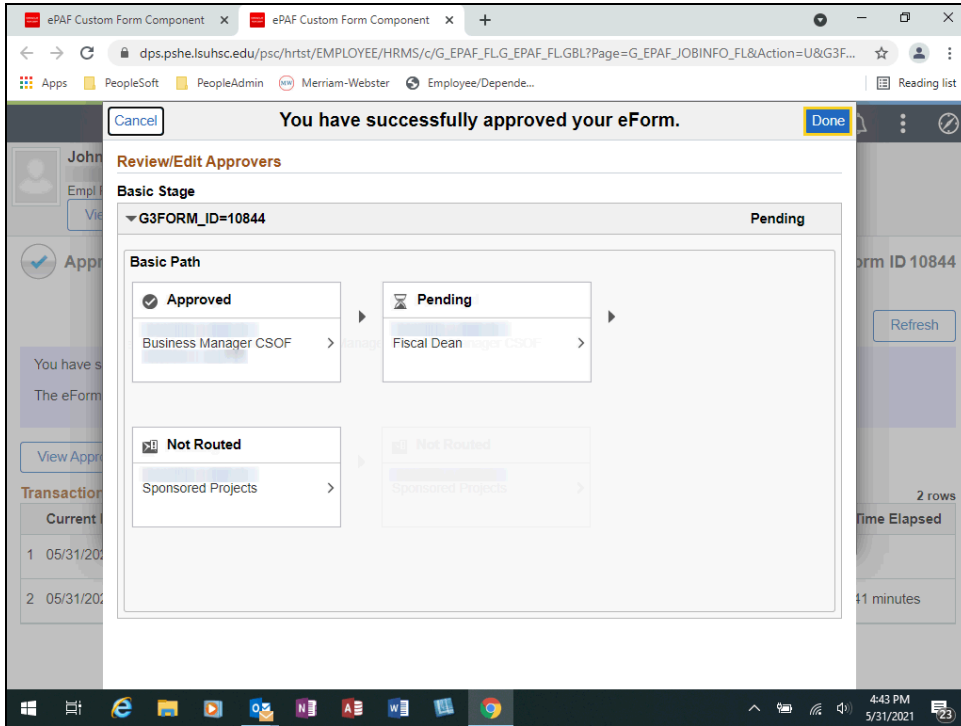 ePAF Custom Form Component
ePAF Custom Form Component
dps.pshe.lsuhsc.edu/psc/hrtst/EMPLOYEE/HRMS/c/G_EPAF_FL.G_EPAF_FL.GBL?Page=G_EPAF_JOBINFO_FL&Action=U&G3F...
Apps PeopleSoft PeopleAdmin Merriam-Webster Employee/Depende... Reading list
Cancel You have successfully approved your eForm. Done
John
Review/Edit Approvers
Empl
Basic Stage
Vie
G3FORM_ID=10844 Pending
Appr
Basic Path
orm ID 10844
Approved
Pending
Refresh
Business Manager CSOF
Fiscal Dean
You have s
The eForm
Not Routed
Not Routed
View Appro
Sponsored Projects
Sponsored Projects
Transaction
2 rows
Current
Time Elapsed
1 05/31/202
2 05/31/202
41 minutes
4:43 PM
5/31/2021
23